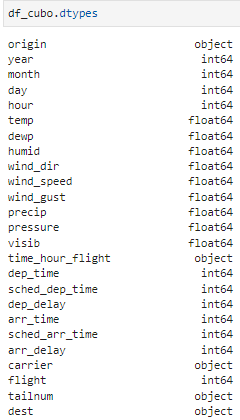 df_cubo.dtypes
origin object
year int64
month int64
day int64
hour int64
temp float64
dewp float64
humid float64
wind_dir float64
wind_speed float64
wind_gust float64
precip float64
pressure float64
visib float64
time_hour_flight object
dep_time int64
sched_dep_time int64
dep_delay int64
arr_time int64
sched_arr_time int64
arr_delay int64
carrier object
flight int64
tailnum object
dest object